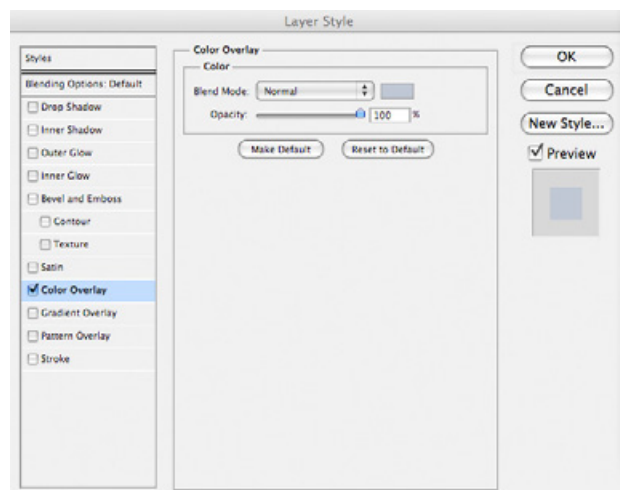 Layer Style
Styles
Blending Options: Default
Drop Shadow
Inner Shadow
Outer Glow
Inner Glow
Bevel and Emboss
Contour
Texture
Satin
Color Overlay
Gradient Overlay
Pattern Overlay
Stroke
Color Overlay
Color
Blend Mode: Normal
Opacity: 100 %
Make Default Reset to Default
OK
Cancel
New Style...
Preview